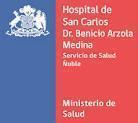 Hospital de
San Carlos
Dr. Benicio Arzola
Medina
Servicio de Salud
Ñuble
Ministerio de
Salud